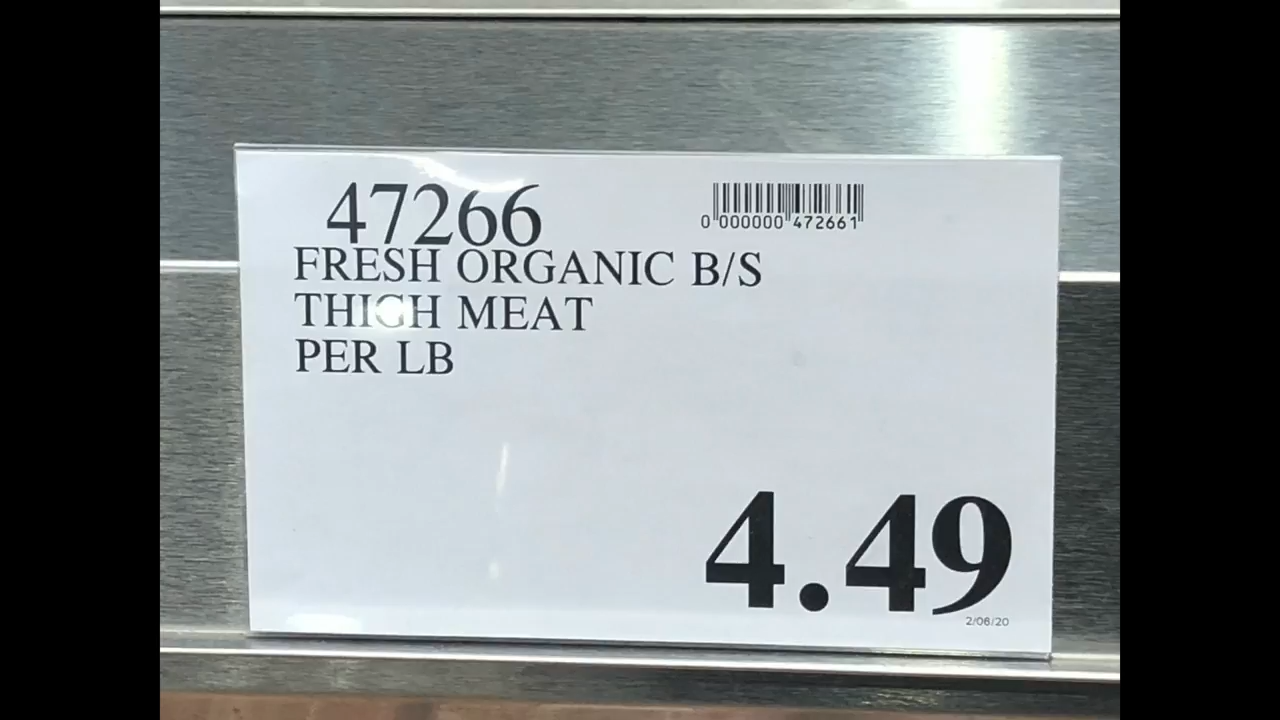 47266
0 000000 472661
FRESH ORGANIC B/S
THIGH MEAT
PER LB
4.49
2/06/20